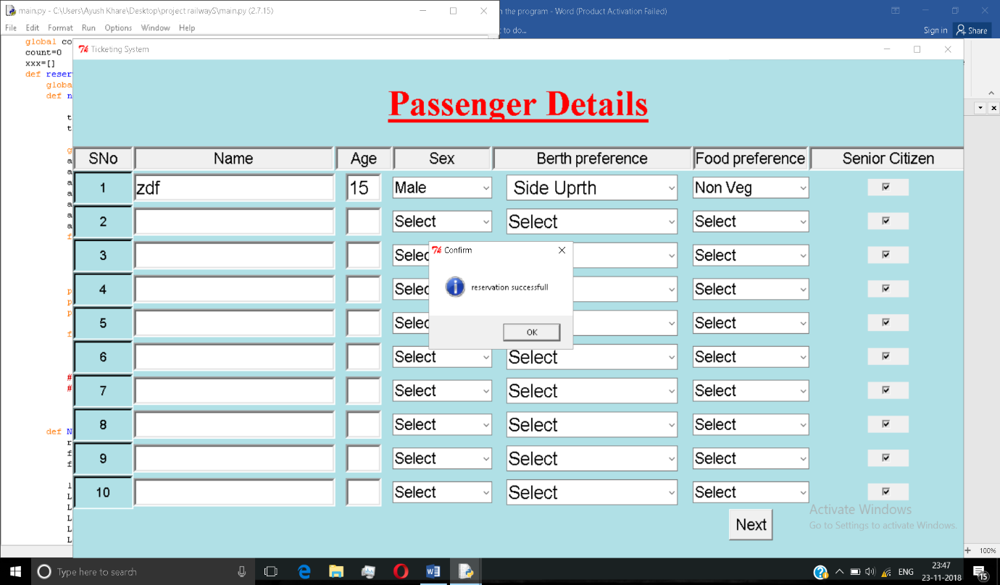 main.py - C:\Users\Ayush Khare\Desktop\project railwayS\main.py (2.7.15)
n the program - Word (Product Activation Failed)
File Edit Format Run Options Window Help
t to do...
Sign in Share
global co
count=0
xxx=[]
def reser
globa
def n
Ticketing System
Passenger Details
SNo Name Age Sex Berth preference Food preference Senior Citizen
1 zdf 15 Male Side Uprth Non Veg
2 Select Select Select
3 Selec Select
4 Selec Select
5 Selec Select
6 Select Select Select
7 Select Select Select
8 Select Select Select
9 Select Select Select
10 Select Select Select
Confirm
reservation successfull
OK
Next
def N
Activate Windows
Go to Settings to activate Windows.
100%
Type here to search
ENG
23:47
23-11-2018
15